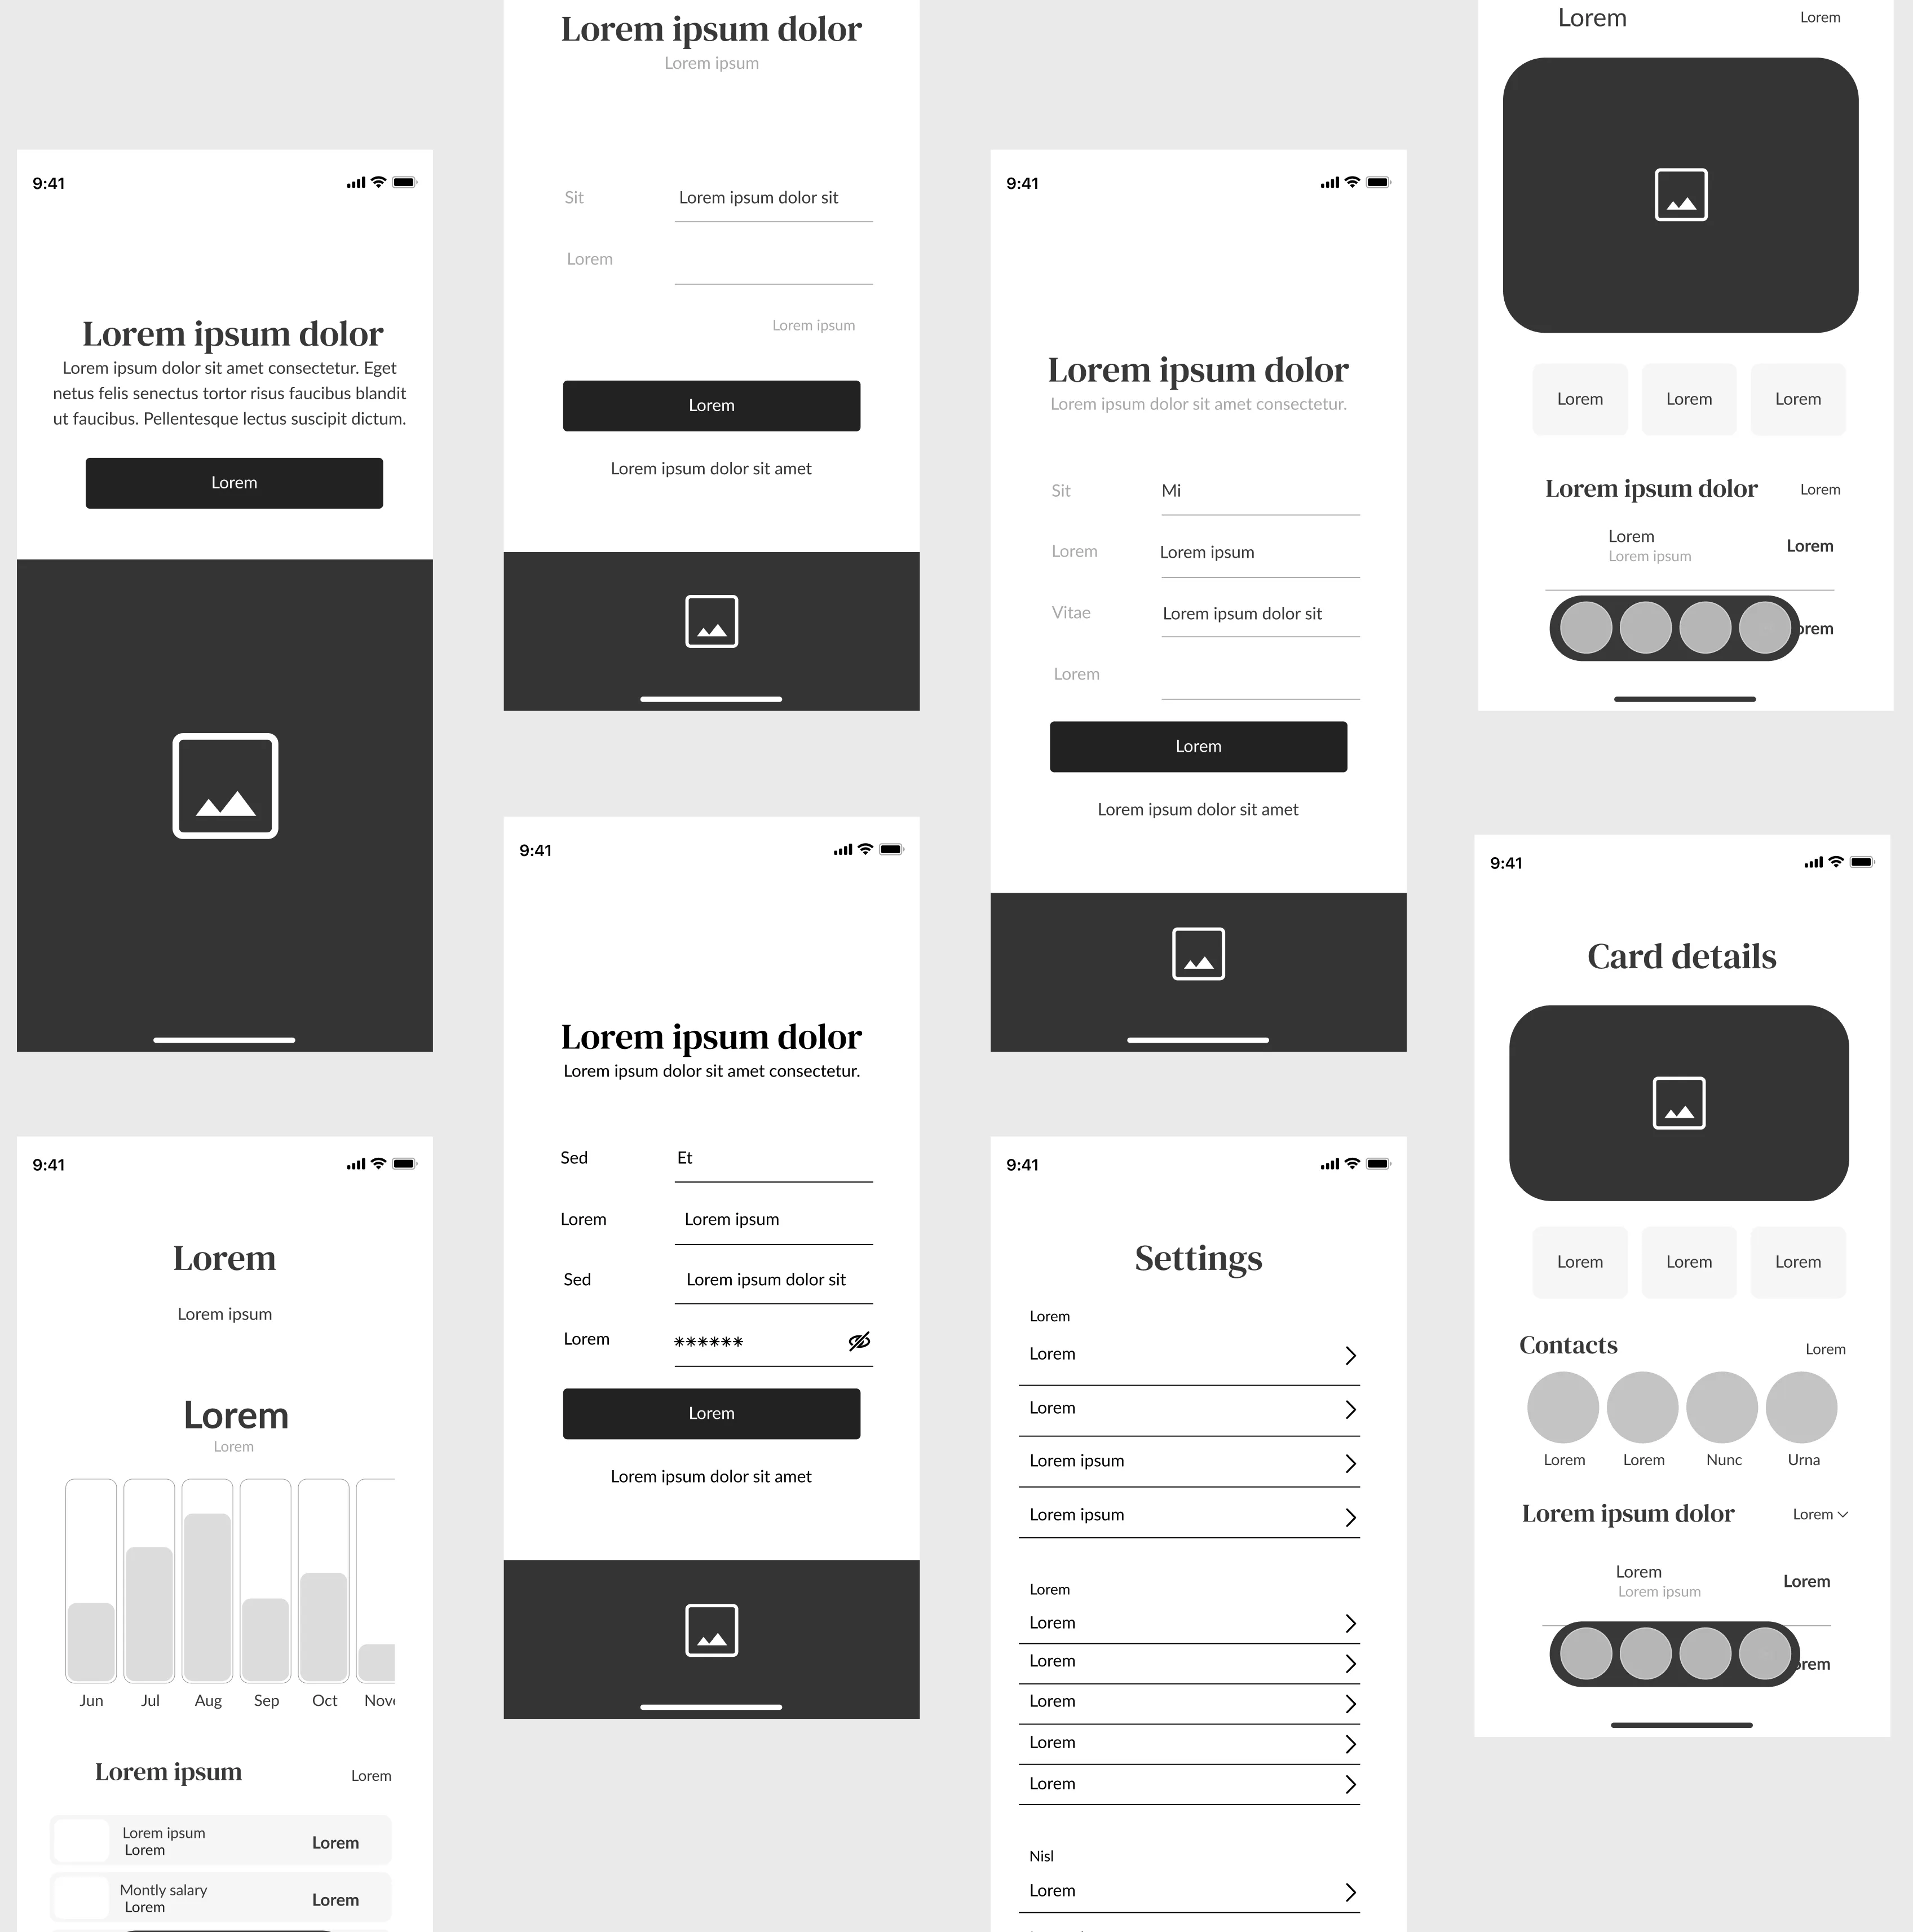 9:41
Lorem ipsum dolor
Lorem ipsum dolor sit amet consectetur. Eget
netus felis senectus tortor risus faucibus blandit
ut faucibus. Pellentesque lectus suscipit dictum.
Lorem
9:41
Lorem
Lorem ipsum
Lorem
Lorem
Jun Jul Aug Sep Oct Nove
Lorem ipsum Lorem
Lorem ipsum
Lorem
Lorem
Montly salary
Lorem
Lorem
Lorem ipsum dolor
Lorem ipsum
Sit Lorem ipsum dolor sit
Lorem
Lorem ipsum
Lorem
Lorem ipsum dolor sit amet
9:41
Lorem ipsum dolor
Lorem ipsum dolor sit amet consectetur.
Sed Et
Lorem Lorem ipsum
Sed Lorem ipsum dolor sit
Lorem ******
Lorem
Lorem ipsum dolor sit amet
9:41
Lorem ipsum dolor
Lorem ipsum dolor sit amet consectetur.
Sit Mi
Lorem Lorem ipsum
Vitae Lorem ipsum dolor sit
Lorem
Lorem
Lorem ipsum dolor sit amet
9:41
Settings
Lorem
Lorem
Lorem
Lorem ipsum
Lorem ipsum
Lorem
Lorem
Lorem
Lorem
Lorem
Lorem
Nisl
Lorem
Lorem Lorem
Lorem Lorem Lorem
Lorem ipsum dolor Lorem
Lorem
Lorem ipsum
Lorem
orem
9:41
Card details
Lorem Lorem Lorem
Contacts Lorem
Lorem Lorem Nunc Urna
Lorem ipsum dolor Lorem
Lorem
Lorem ipsum
Lorem
orem